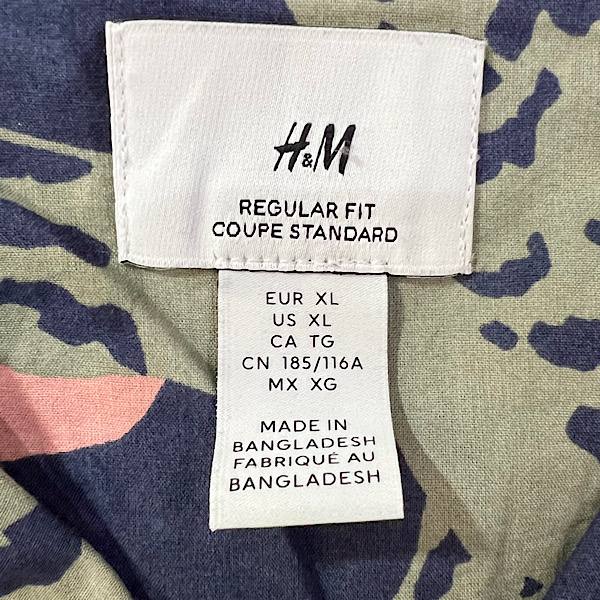 H&M
REGULAR FIT
COUPE STANDARD
EUR XL
US XL
CA TG
CN 185/116A
MX XG
MADE IN
BANGLADESH
FABRIQUÉ AU
BANGLADESH